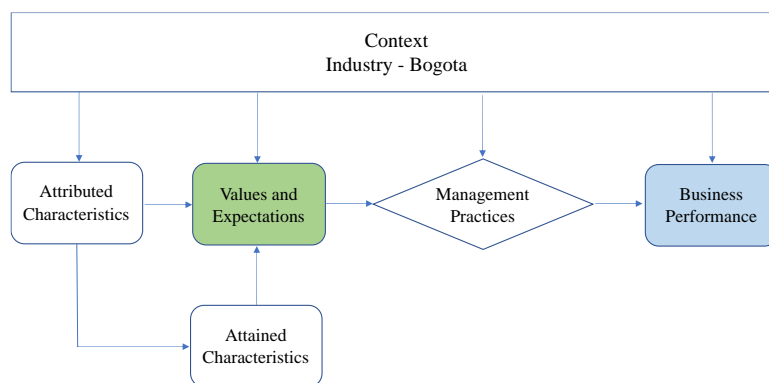 Context
Industry - Bogota
Attributed
Characteristics
Values and
Expectations
Management
Practices
Business
Performance
Attained
Characteristics